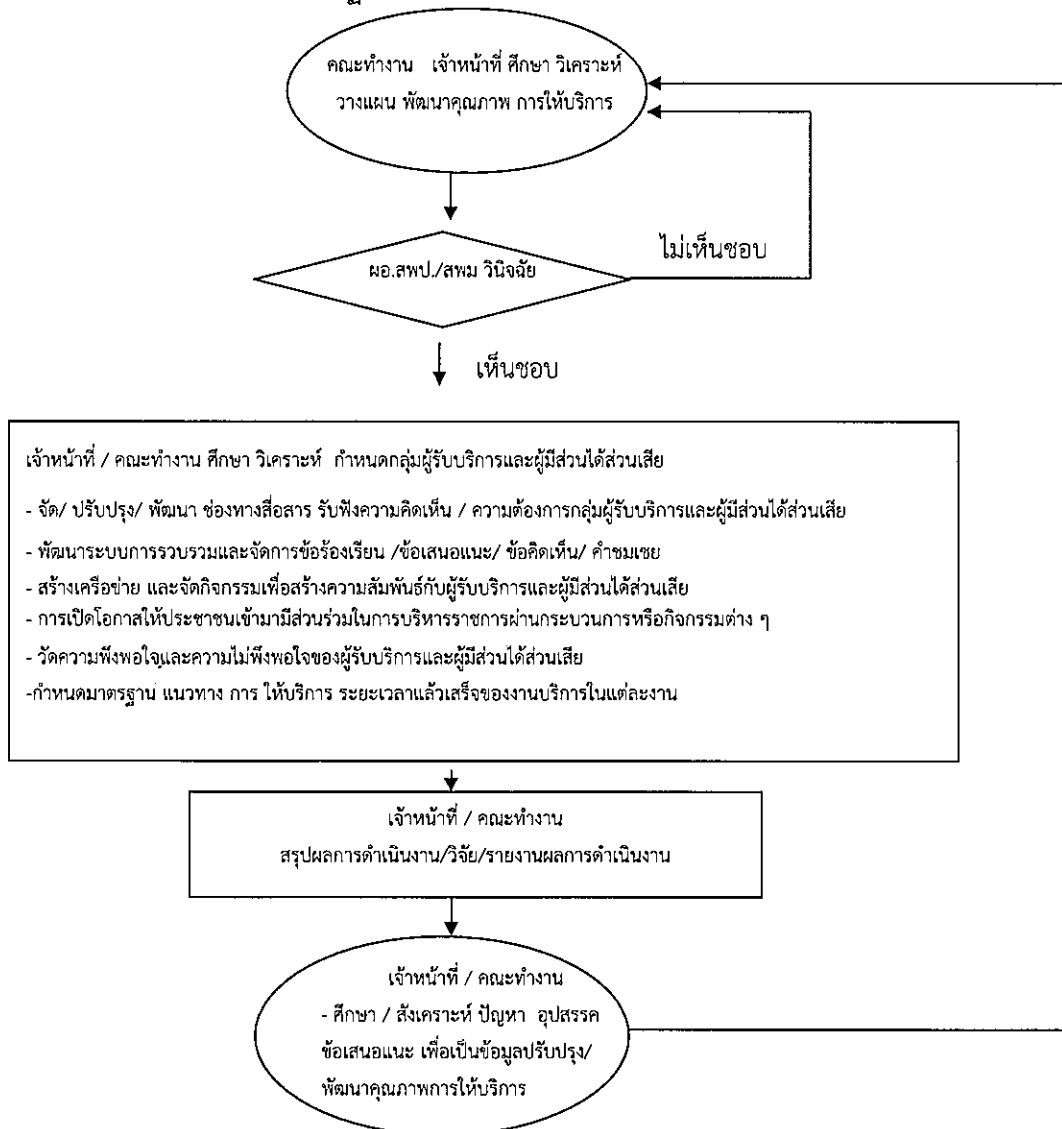 คณะทำงาน เจ้าหน้าที่ ศึกษา วิเคราะห์
วางแผน พัฒนาคุณภาพ การให้บริการ
ไม่เห็นชอบ
ผอ.สพป./สพม วินิจฉัย
เห็นชอบ
เจ้าหน้าที่ / คณะทำงาน ศึกษา วิเคราะห์ กำหนดกลุ่มผู้รับบริการและผู้มีส่วนได้ส่วนเสีย
- จัด/ ปรับปรุง/ พัฒนา ช่องทางสื่อสาร รับฟังความคิดเห็น / ความต้องการกลุ่มผู้รับบริการและผู้มีส่วนได้ส่วนเสีย
- พัฒนาระบบการรวบรวมและจัดการข้อร้องเรียน /ข้อเสนอแนะ/ ข้อคิดเห็น/ คำชมเชย
- สร้างเครือข่าย และจัดกิจกรรมเพื่อสร้างความสัมพันธ์กับผู้รับบริการและผู้มีส่วนได้ส่วนเสีย
- การเปิดโอกาสให้ประชาชนเข้ามามีส่วนร่วมในการบริหารราชการผ่านกระบวนการหรือกิจกรรมต่าง ๆ
- วัดความพึงพอใจและความไม่พึงพอใจของผู้รับบริการและผู้มีส่วนได้ส่วนเสีย
-กำหนดมาตรฐาน แนวทาง การ ให้บริการ ระยะเวลาแล้วเสร็จของงานบริการในแต่ละงาน
เจ้าหน้าที่ / คณะทำงาน
สรุปผลการดำเนินงาน/วิจัย/รายงานผลการดำเนินงาน
เจ้าหน้าที่ / คณะทำงาน
- ศึกษา / สังเคราะห์ ปัญหา อุปสรรค
ข้อเสนอแนะ เพื่อเป็นข้อมูลปรับปรุง/
พัฒนาคุณภาพการให้บริการ